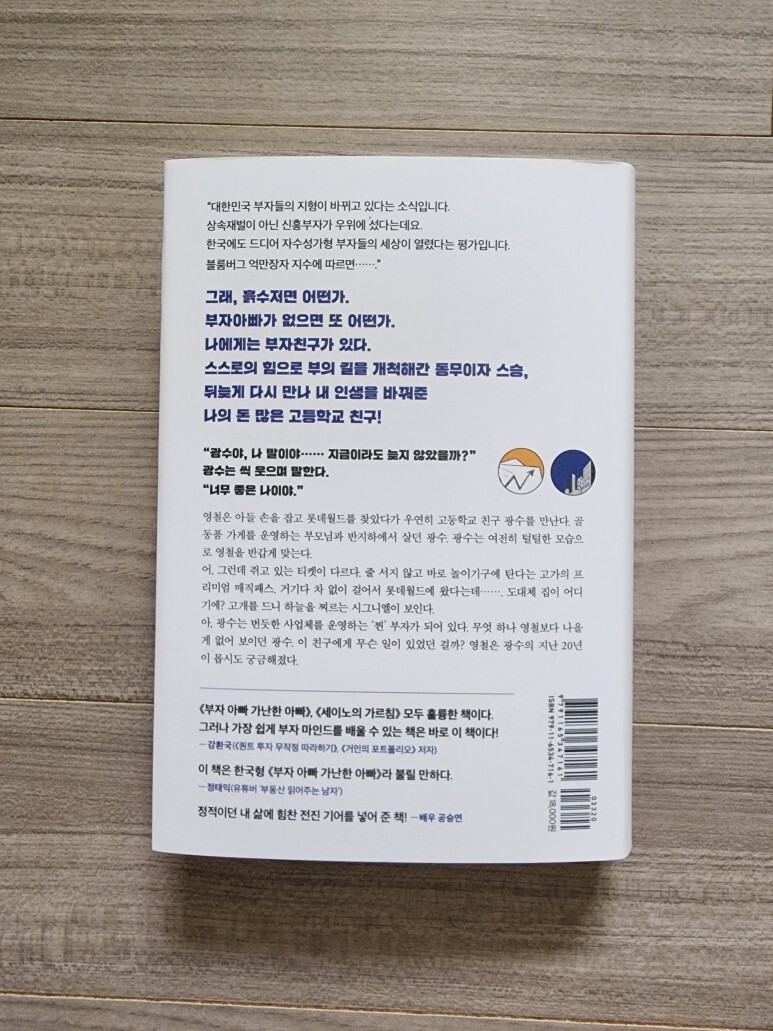 “대한민국 부자들의 지형이 바뀌고 있다는 소식입니다.
상속재벌이 아닌 신흥부자가 우위에 섰다는데요.
한국에도 드디어 자수성가형 부자들의 세상이 열렸다는 평가입니다.
블룸버그 억만장자 지수에 따르면…….”
그래, 흙수저면 어떤가.
부자아빠가 없으면 또 어떤가.
나에게는 부자친구가 있다.
스스로의 힘으로 부의 길을 개척해간 동무이자 스승,
뒤늦게 다시 만나 내 인생을 바꿔준
나의 돈 많은 고등학교 친구!
“광수야, 나 말이야…… 지금이라도 늦지 않았을까?”
광수는 씩 웃으며 말한다.
“너무 좋은 나이야.”
영철은 아들 손을 잡고 롯데월드를 찾았다가 우연히 고등학교 친구 광수를 만난다. 골
동품 가게를 운영하는 부모님과 반지하에서 살던 광수. 광수는 여전히 털털한 모습으
로 영철을 반갑게 맞는다.
어, 그런데 쥐고 있는 티켓이 다르다. 줄 서지 않고 바로 놀이기구에 탄다는 고가의 프
리미엄 매직패스. 거기다 차 없이 걸어서 롯데월드에 왔다는데……. 도대체 집이 어디
기에? 고개를 드니 하늘을 찌르는 시그니엘이 보인다.
아, 광수는 번듯한 사업체를 운영하는 ‘찐’ 부자가 되어 있다. 무엇 하나 영철보다 나을
게 없어 보이던 광수. 이 친구에게 무슨 일이 있었던 걸까? 영철은 광수의 지난 20년
이 몹시도 궁금해졌다.
《부자 아빠 가난한 아빠》, 《세이노의 가르침》 모두 훌륭한 책이다.
그러나 가장 쉽게 부자 마인드를 배울 수 있는 책은 바로 이 책이다!
—강환국(《퀀트 투자 무작정 따라하기》, 《거인의 포트폴리오》 저자)
이 책은 한국형 《부자 아빠 가난한 아빠》라 불릴 만하다.
—정태익(유튜버 ‘부동산 읽어주는 남자’)
정적이던 내 삶에 힘찬 전진 기어를 넣어 준 책! —배우 공승연
9 791165 347161
ISBN 979-11-6534-716-1
03320
값 18,000원